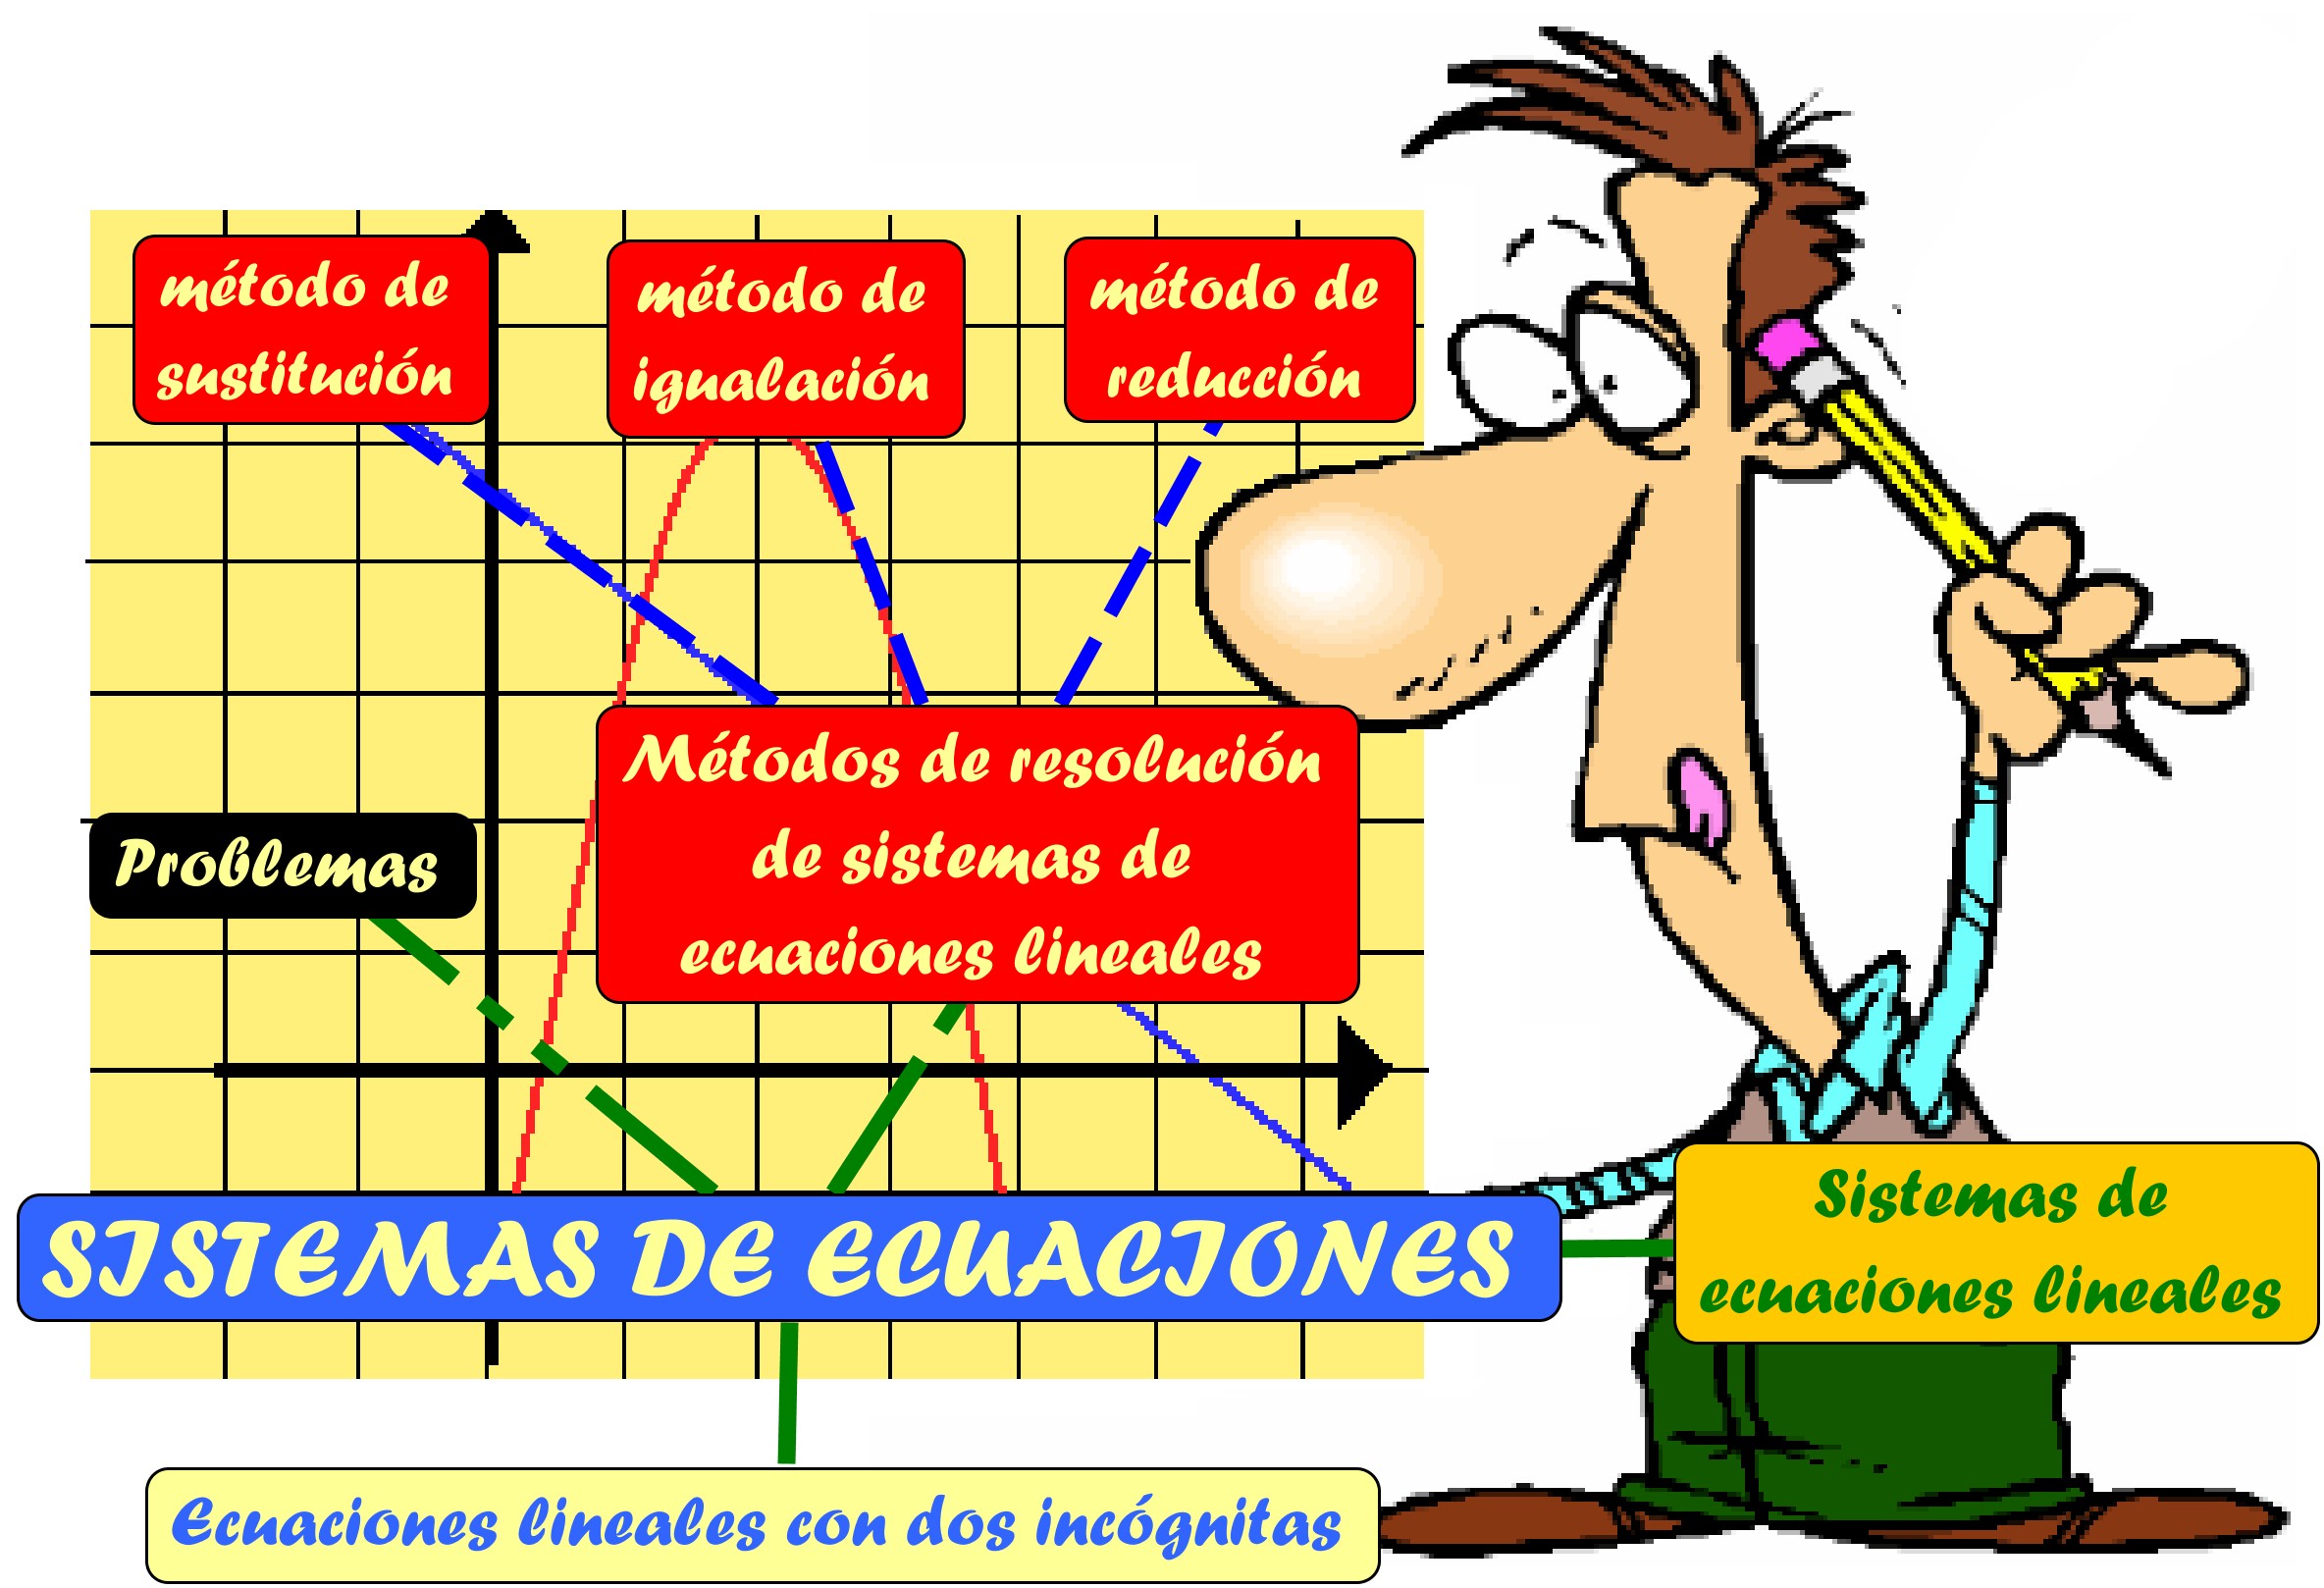 método de
sustitución
método de
igualación
método de
reducción
Métodos de resolución
de sistemas de
ecuaciones lineales
Problemas
SISTEMAS DE ECUACIONES
Sistemas de
ecuaciones lineales
Ecuaciones lineales con dos incógnitas